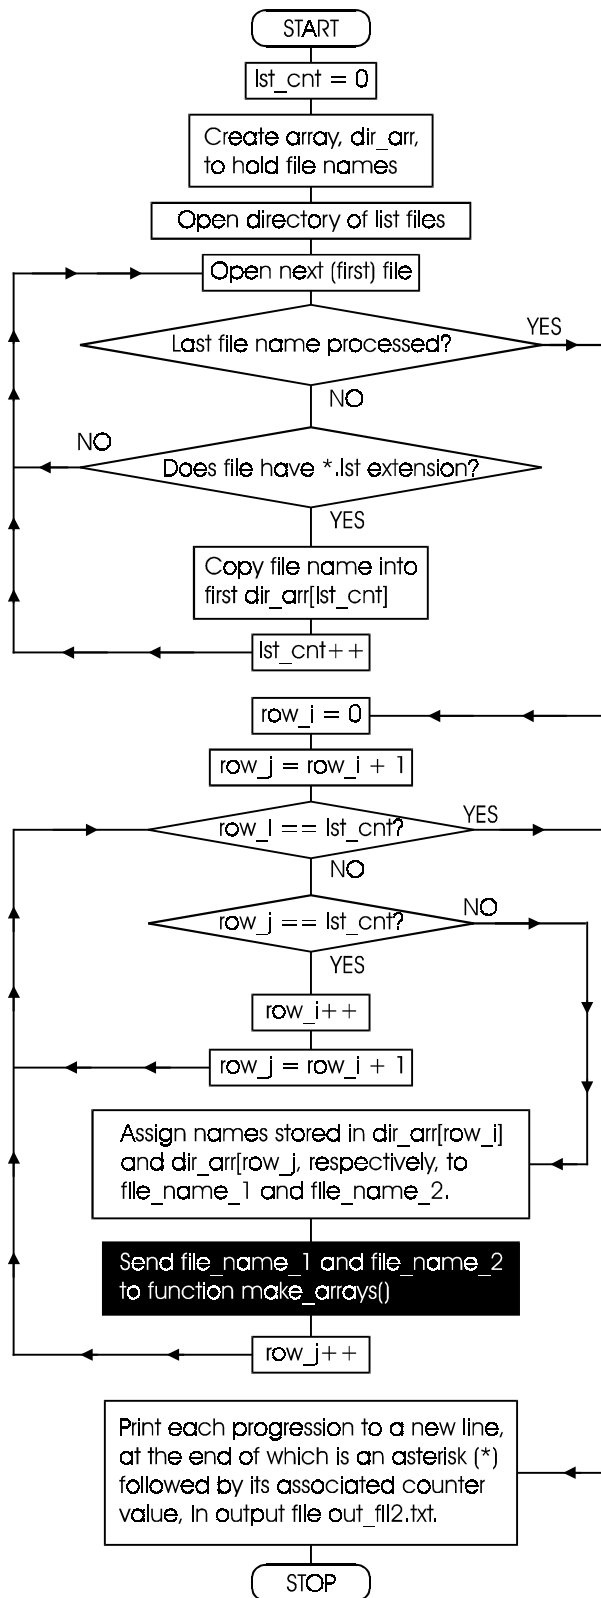 START
lst_cnt = 0
Create array, dir_arr,
to hold file names
Open directory of list files
Open next (first) file
Last file name processed?
YES
NO
NO
Does file have *.lst extension?
YES
Copy file name into
first dir_arr[lst_cnt]
lst_cnt++
row_i = 0
row_j = row_i + 1
row_I == lst_cnt?
YES
NO
row_j == lst_cnt?
NO
YES
row_i++
row_j = row_i + 1
Assign names stored in dir_arr[row_i]
and dir_arr[row_j, respectively, to
fIle_name_1 and fIle_name_2.
Send file_name_1 and file_name_2
to function make_arrays()
row_j++
Print each progression to a new line,
at the end of which is an asterisk (*)
followed by its associated counter
value, In output file out_fIl2.txt.
STOP